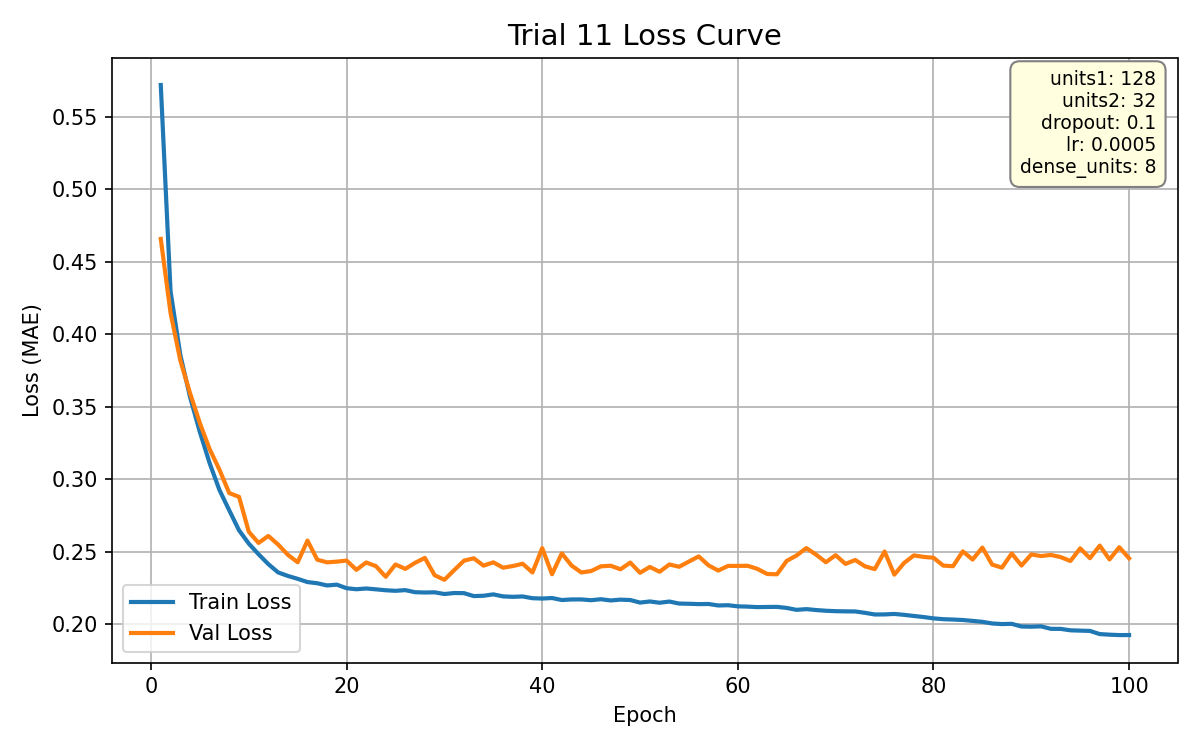 Trial 11 Loss Curve
units1: 128
units2: 32
dropout: 0.1
lr: 0.0005
dense_units: 8
Loss (MAE)
0.55
0.50
0.45
0.40
0.35
0.30
0.25
0.20
Train Loss
Val Loss
0 20 40 60 80 100
Epoch